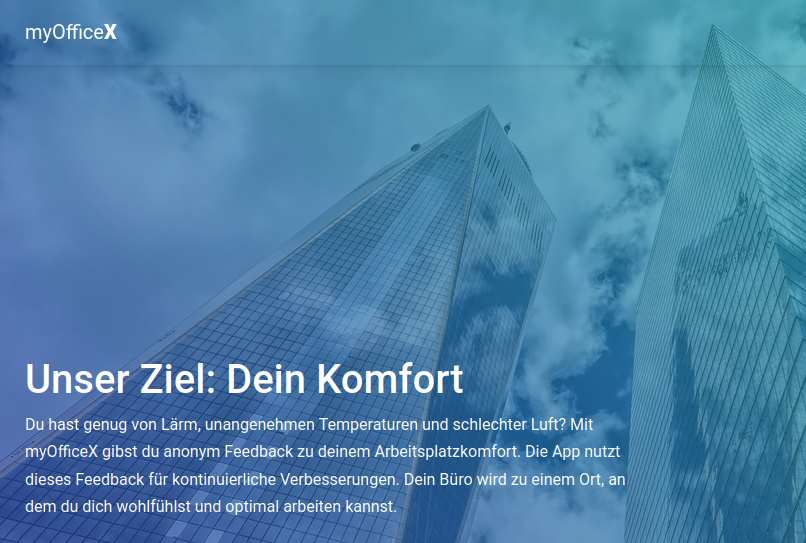 myOfficeX
Unser Ziel: Dein Komfort
Du hast genug von Lärm, unangenehmen Temperaturen und schlechter Luft? Mit
myOfficeX gibst du anonym Feedback zu deinem Arbeitsplatzkomfort. Die App nutzt
dieses Feedback für kontinuierliche Verbesserungen. Dein Büro wird zu einem Ort, an
dem du dich wohlfühlst und optimal arbeiten kannst.